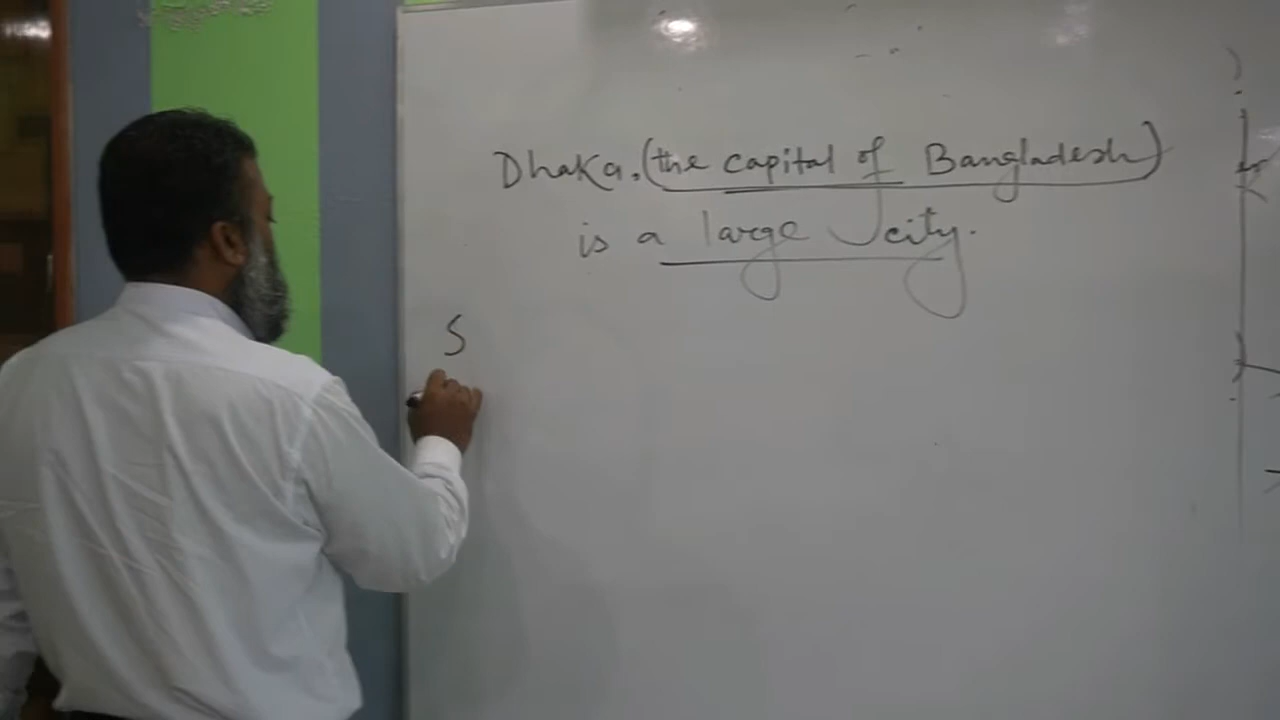 Dhaka, (the capital of Bangladesh)
is a large city.
S